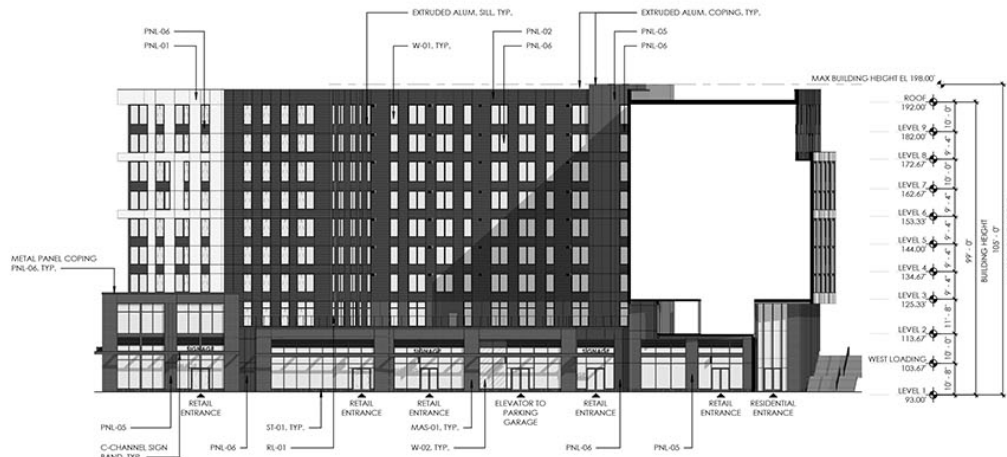 EXTRUDED ALUM. SILL, TYP.
EXTRUDED ALUM. COPING, TYP.
PNL-06
PNL-02
PNL-05
PNL-01
W-01, TYP.
PNL-06
PNL-06
MAX BUILDING HEIGHT EL 198.00'
ROOF
192.00'
LEVEL 9
182.00'
LEVEL 8
172.67'
LEVEL 7
162.67'
LEVEL 6
153.33'
LEVEL 5
144.00'
LEVEL 4
134.67'
LEVEL 3
125.33'
LEVEL 2
113.67'
WEST LOADING
103.67'
LEVEL 1
93.00'
10' - 0"
9' - 4"
10' - 0"
9' - 4"
9' - 4"
9' - 4"
9' - 4"
11' - 8"
10' - 0"
10' - 8"
99' - 0"
BUILDING HEIGHT
105' - 0"
METAL PANEL COPING
PNL-06, TYP.
SIGNAGE
SIGNAGE
SIGNAGE
RETAIL
ENTRANCE
RETAIL
ENTRANCE
RETAIL
ENTRANCE
ELEVATOR TO
PARKING
GARAGE
RETAIL
ENTRANCE
RETAIL
ENTRANCE
RESIDENTIAL
ENTRANCE
PNL-05
ST-01, TYP.
MAS-01, TYP.
C-CHANNEL SIGN
BAND, TYP.
PNL-06
RL-01
W-02, TYP.
PNL-06
PNL-05